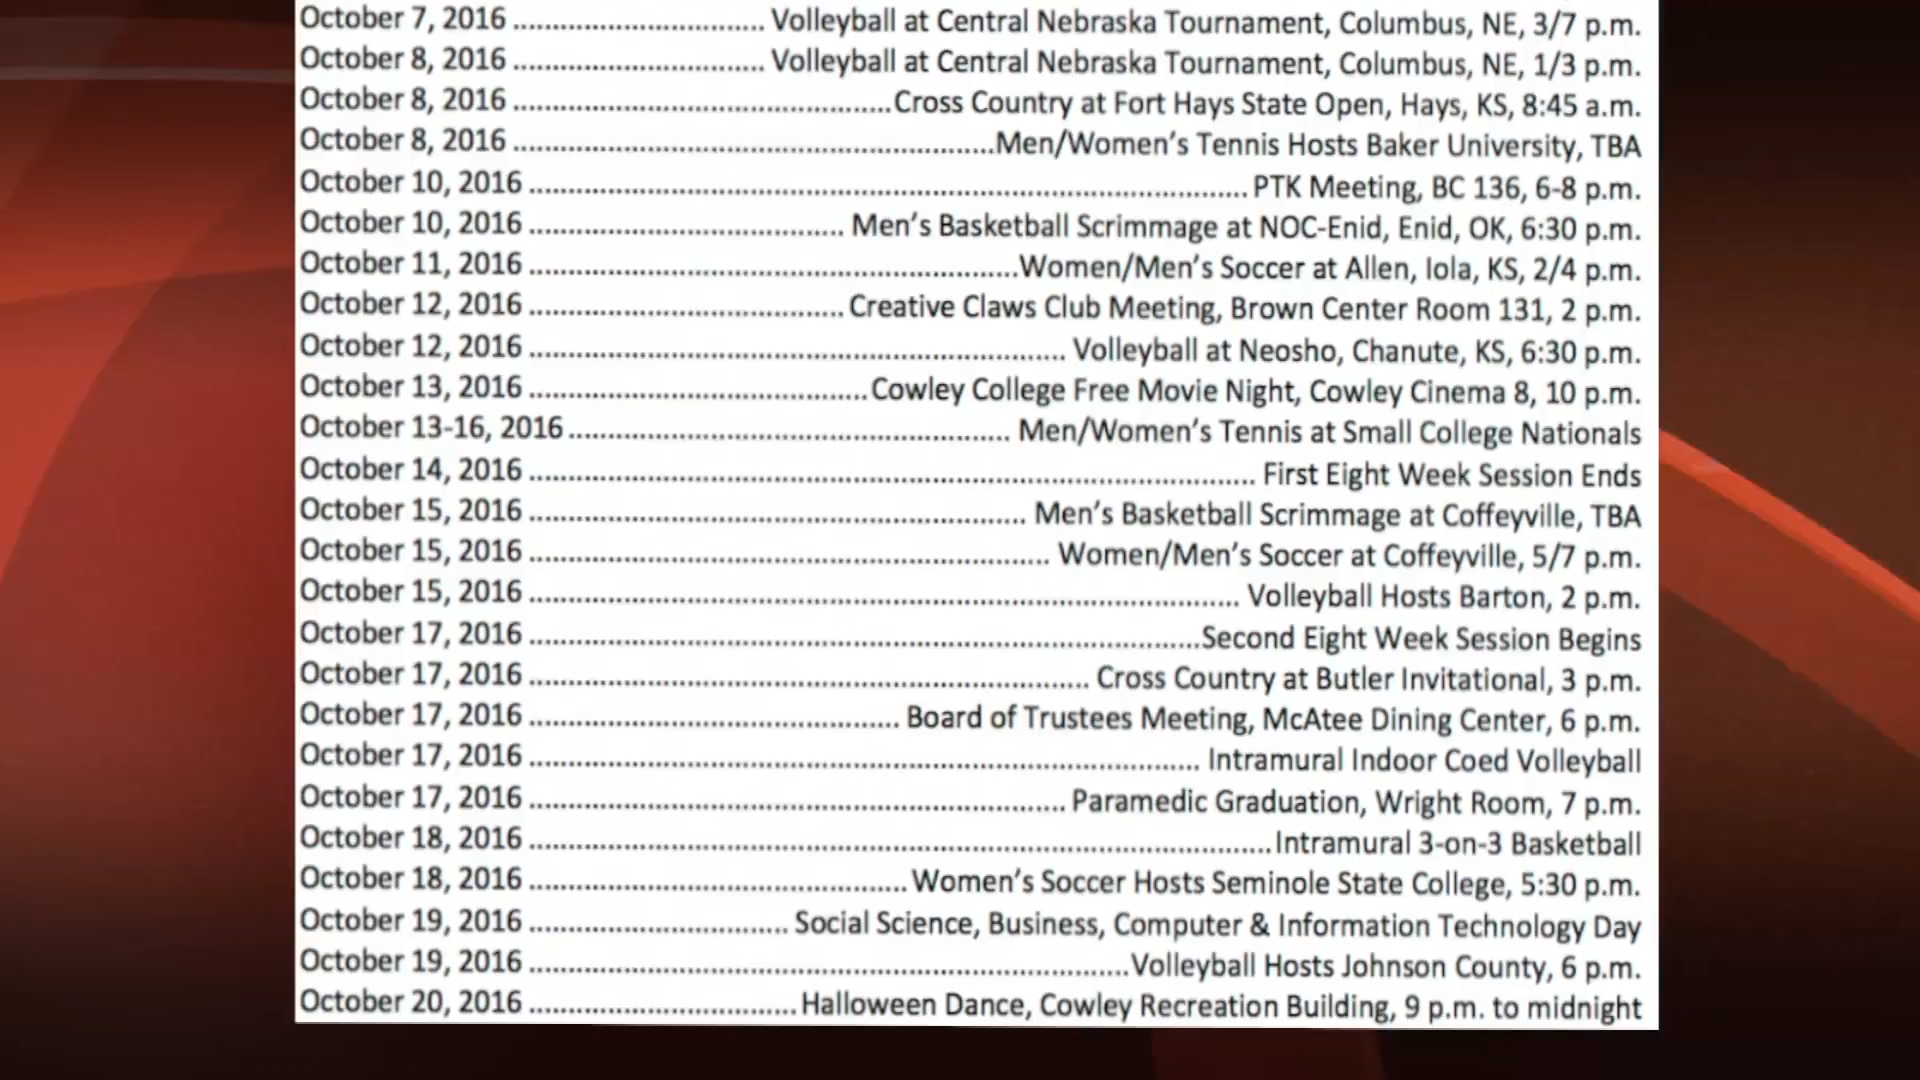 October 7, 2016 ................................ Volleyball at Central Nebraska Tournament, Columbus, NE, 3/7 p.m.
October 8, 2016 ................................ Volleyball at Central Nebraska Tournament, Columbus, NE, 1/3 p.m.
October 8, 2016 ................................................Cross Country at Fort Hays State Open, Hays, KS, 8:45 a.m.
October 8, 2016 .............................................................Men/Women's Tennis Hosts Baker University, TBA
October 10, 2016 ........................................................................................... PTK Meeting, BC 136, 6-8 p.m.
October 10, 2016 ........................................ Men's Basketball Scrimmage at NOC-Enid, Enid, OK, 6:30 p.m.
October 11, 2016 ..............................................................Women/Men's Soccer at Allen, Iola, KS, 2/4 p.m.
October 12, 2016 ........................................ Creative Claws Club Meeting, Brown Center Room 131, 2 p.m.
October 12, 2016 .................................................................... Volleyball at Neosho, Chanute, KS, 6:30 p.m.
October 13, 2016 ...........................................Cowley College Free Movie Night, Cowley Cinema 8, 10 p.m.
October 13-16, 2016 ........................................................ Men/Women's Tennis at Small College Nationals
October 14, 2016 ............................................................................................ First Eight Week Session Ends
October 15, 2016 ............................................................... Men's Basketball Scrimmage at Coffeyville, TBA
October 15, 2016 .................................................................. Women/Men's Soccer at Coffeyville, 5/7 p.m.
October 15, 2016 .......................................................................................... Volleyball Hosts Barton, 2 p.m.
October 17, 2016 .....................................................................................Second Eight Week Session Begins
October 17, 2016 ....................................................................... Cross Country at Butler Invitational, 3 p.m.
October 17, 2016 ............................................... Board of Trustees Meeting, McAtee Dining Center, 6 p.m.
October 17, 2016 ..................................................................................... Intramural Indoor Coed Volleyball
October 17, 2016 .................................................................... Paramedic Graduation, Wright Room, 7 p.m.
October 18, 2016 ..............................................................................................Intramural 3-on-3 Basketball
October 18, 2016 ................................................ Women's Soccer Hosts Seminole State College, 5:30 p.m.
October 19, 2016 ................................. Social Science, Business, Computer & Information Technology Day
October 19, 2016 ............................................................................Volleyball Hosts Johnson County, 6 p.m.
October 20, 2016 ..................................Halloween Dance, Cowley Recreation Building, 9 p.m. to midnight